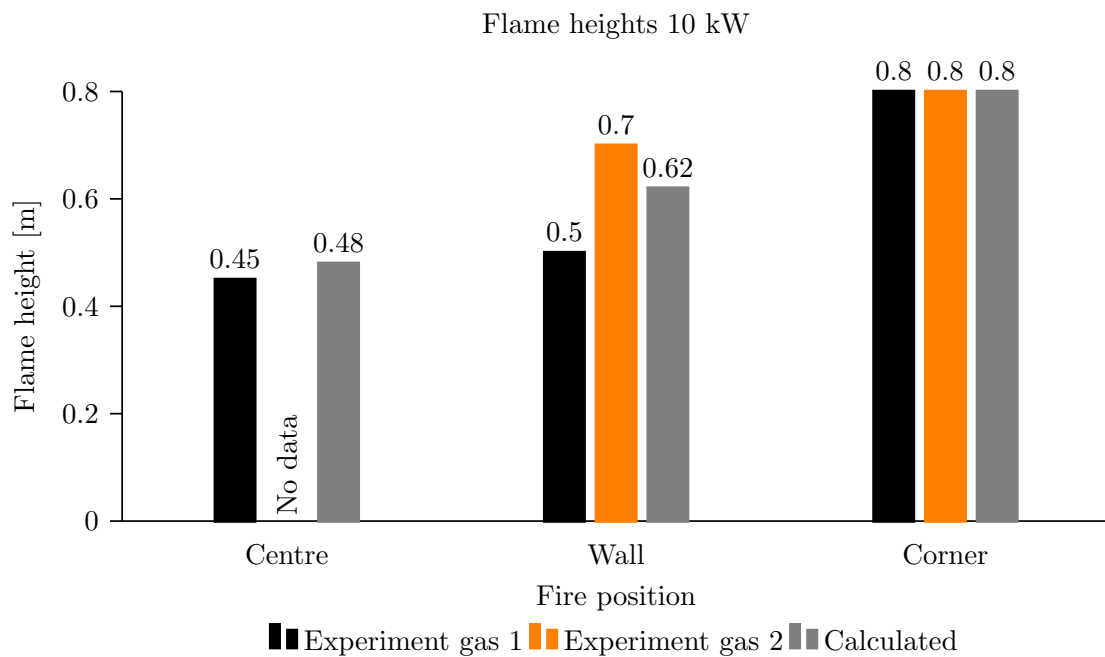 Flame heights 10 kW
0.8 0.8 0.8
0.8
0.7
0.62
0.6
0.5
0.48
0.45
0.4
0.2
0
Flame height [m]
No data
Centre Wall Corner
Fire position
Experiment gas 1 Experiment gas 2 Calculated